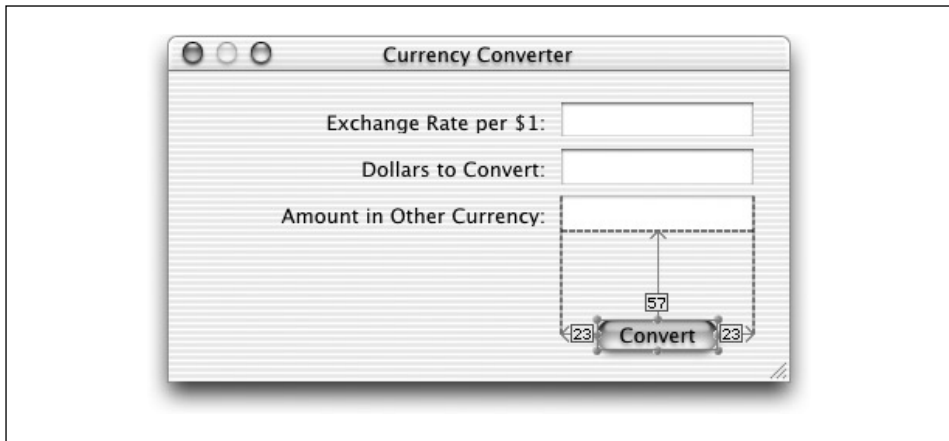 Currency Converter
Exchange Rate per $1:
Dollars to Convert:
Amount in Other Currency:
57
23 Convert 23